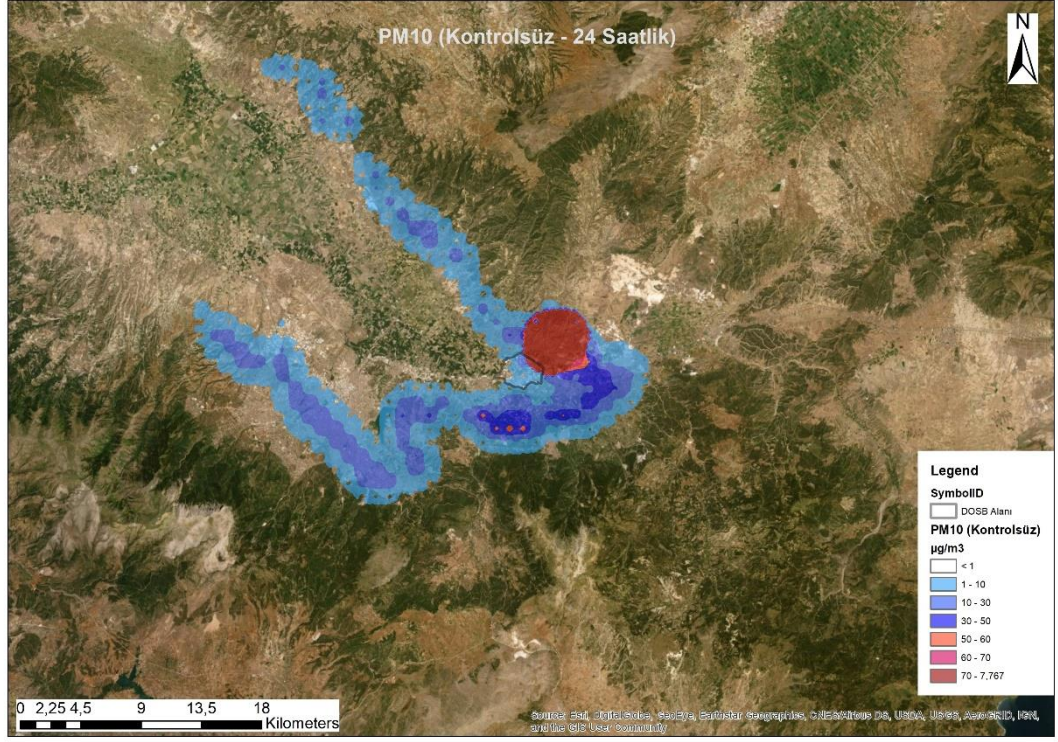 PM10 (Kontrolsüz - 24 Saatlik)
N
Legend
SymbolID
DOSB Alanı
PM10 (Kontrolsüz)
µg/m3
< 1
1 - 10
10 - 30
30 - 50
50 - 60
60 - 70
70 - 7,767
0 2,25 4,5 9 13,5 18
Kilometers
Source: Esri, DigitalGlobe, GeoEye, Earthstar Geographics, CNES/Airbus DS, USDA, USGS, AeroGRID, IGN,
and the GIS User Community